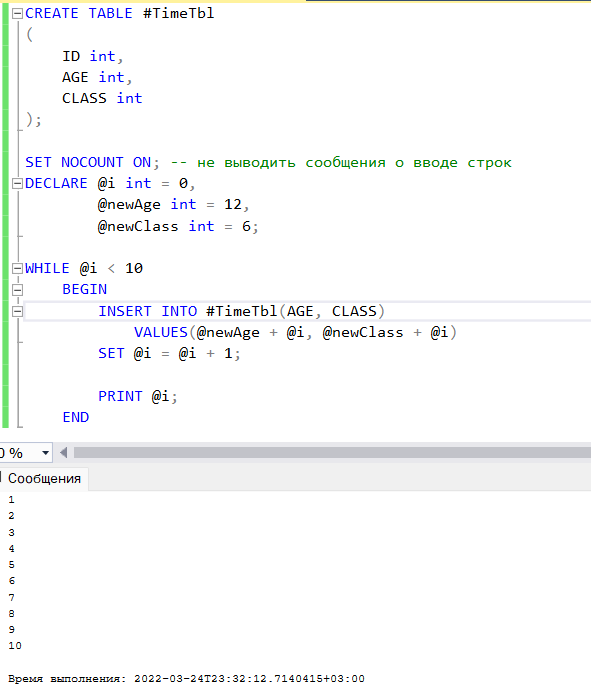 CREATE TABLE #TimeTbl
(
ID int,
AGE int,
CLASS int
);
SET NOCOUNT ON; -- не выводить сообщения о вводе строк
DECLARE @i int = 0,
@newAge int = 12,
@newClass int = 6;
WHILE @i < 10
BEGIN
INSERT INTO #TimeTbl(AGE, CLASS)
VALUES(@newAge + @i, @newClass + @i)
SET @i = @i + 1;
PRINT @i;
END
0 %
Сообщения
1
2
3
4
5
6
7
8
9
10
Время выполнения: 2022-03-24T23:32:12.7140415+03:00